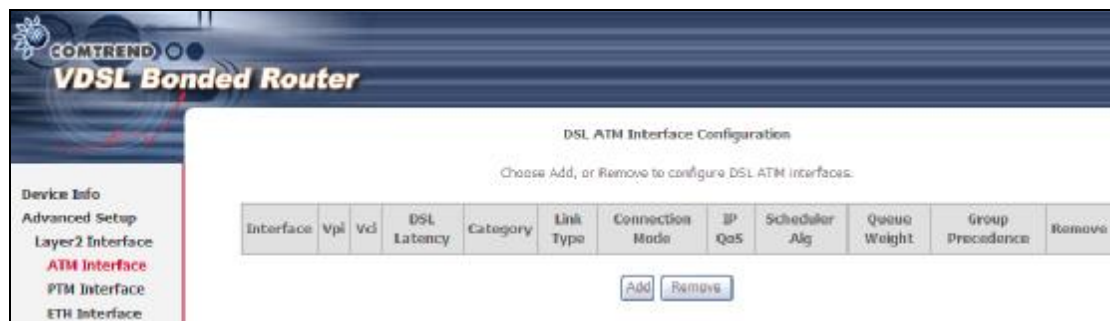 COMTREND
VDSL Bonded Router
Device Info
Advanced Setup
Layer2 Interface
ATM Interface
PTM Interface
ETH Interface
DSL ATM Interface Configuration
Choose Add, or Remove to configure DSL ATM interfaces.
Interface Vpi Vci DSL Latency Category Link Type Connection Mode IP QoS Scheduler Alg Queue Weight Group Precedence Remove
Add Remove